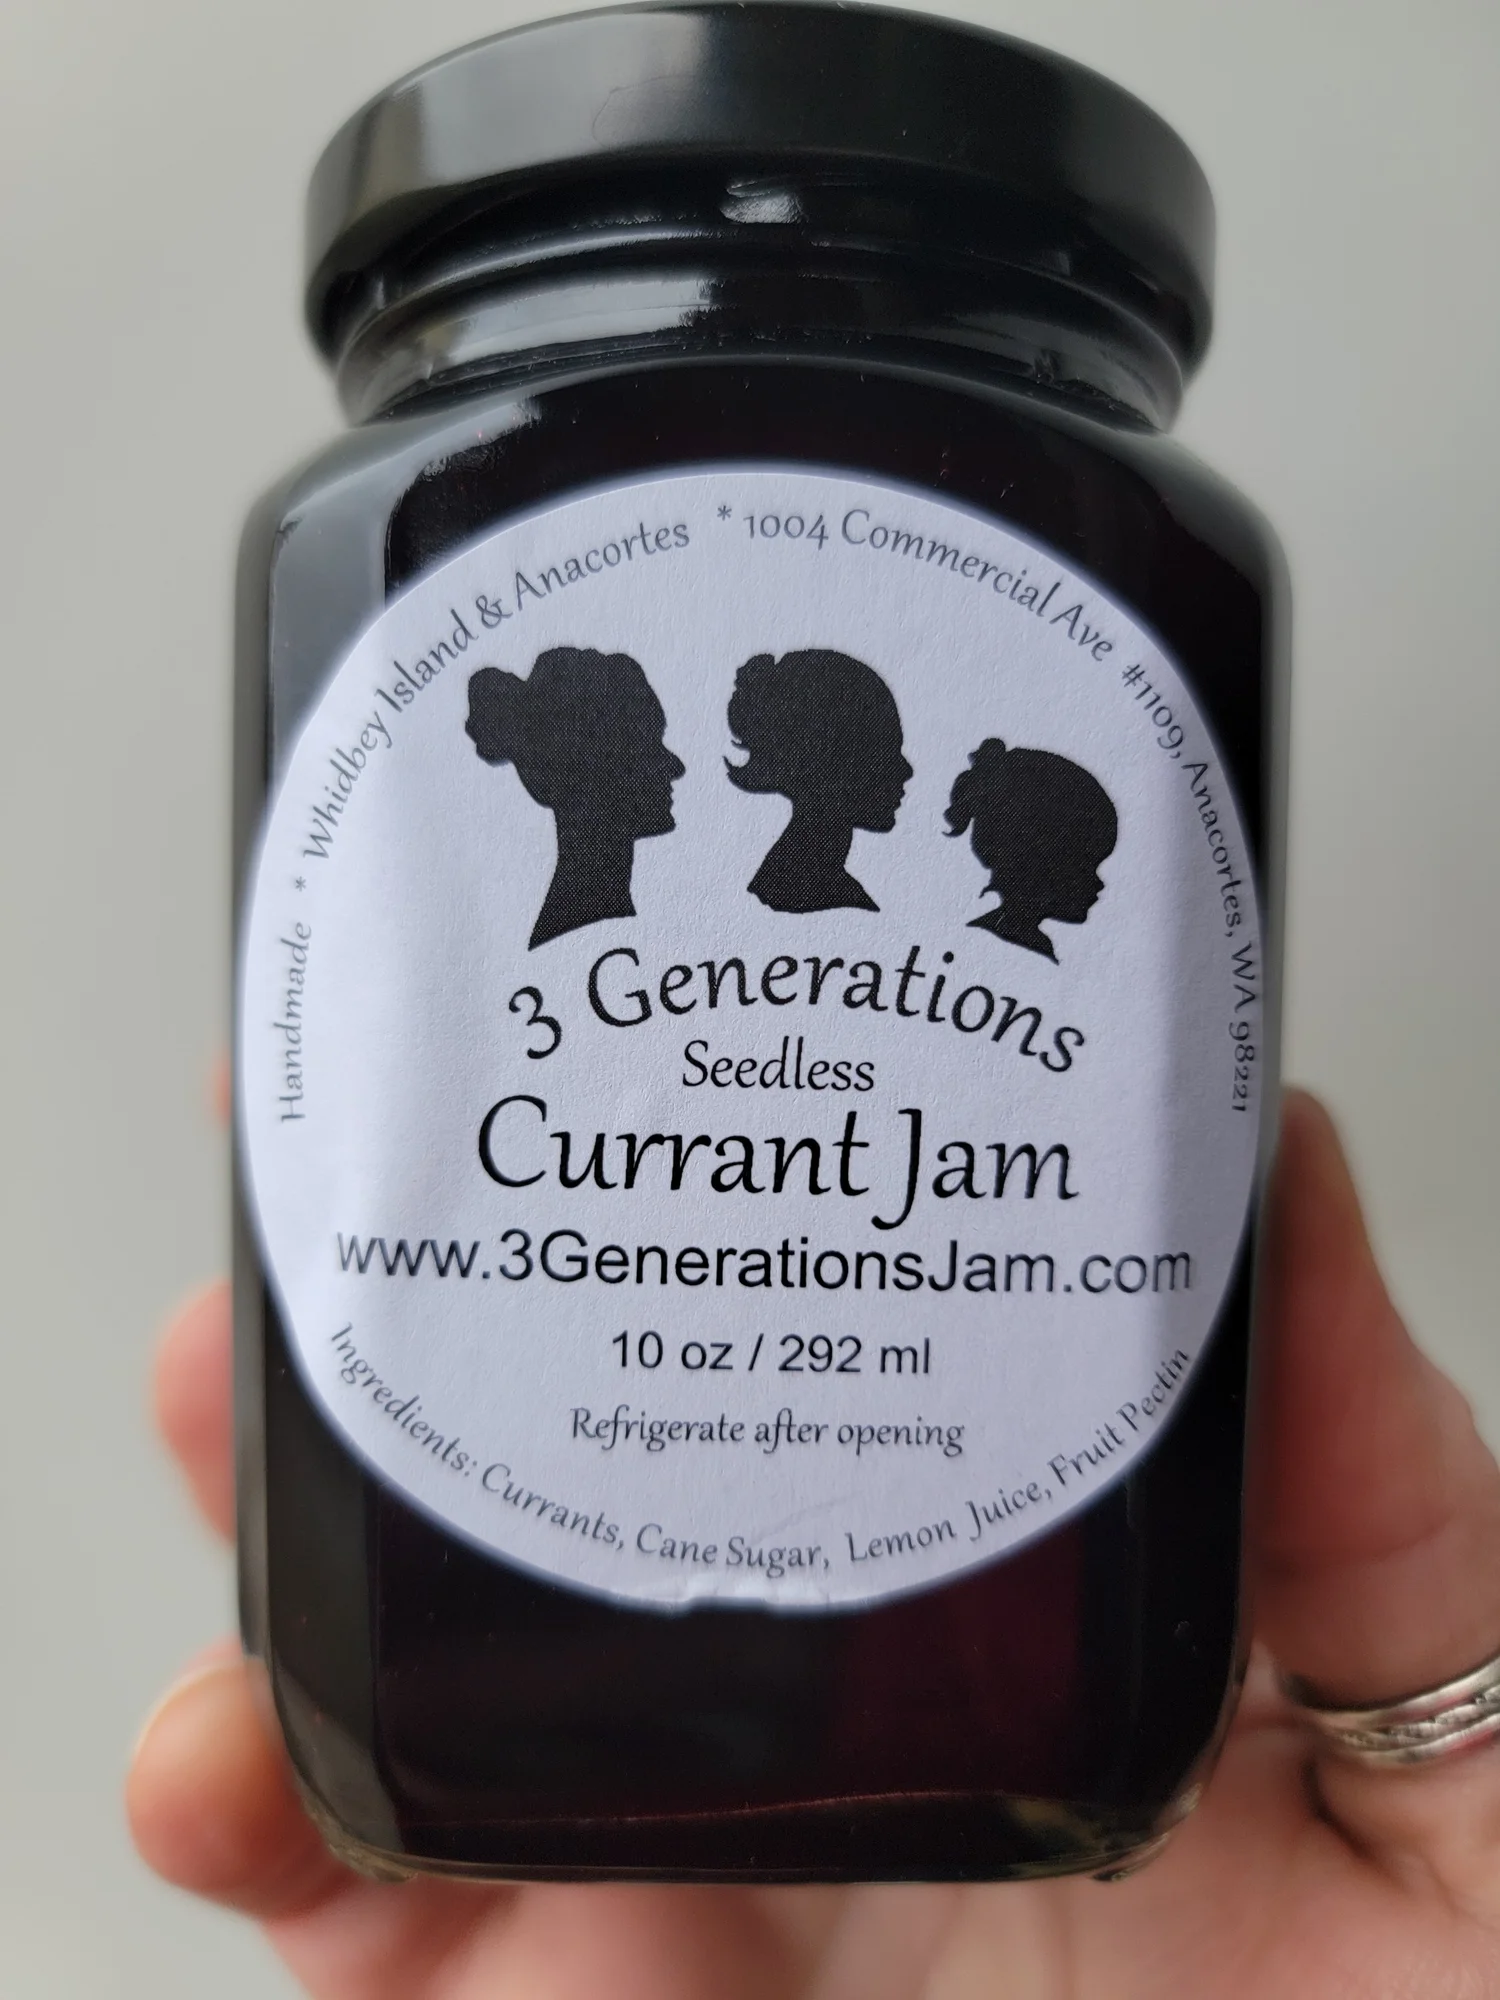 Handmade * Whidbey Island & Anacortes * 1004 Commercial Ave #1109, Anacortes, WA 98221
3 Generations
Seedless
Currant Jam
www.3GenerationsJam.com
10 oz / 292 ml
Refrigerate after opening
Ingredients: Currants, Cane Sugar, Lemon Juice, Fruit Pectin